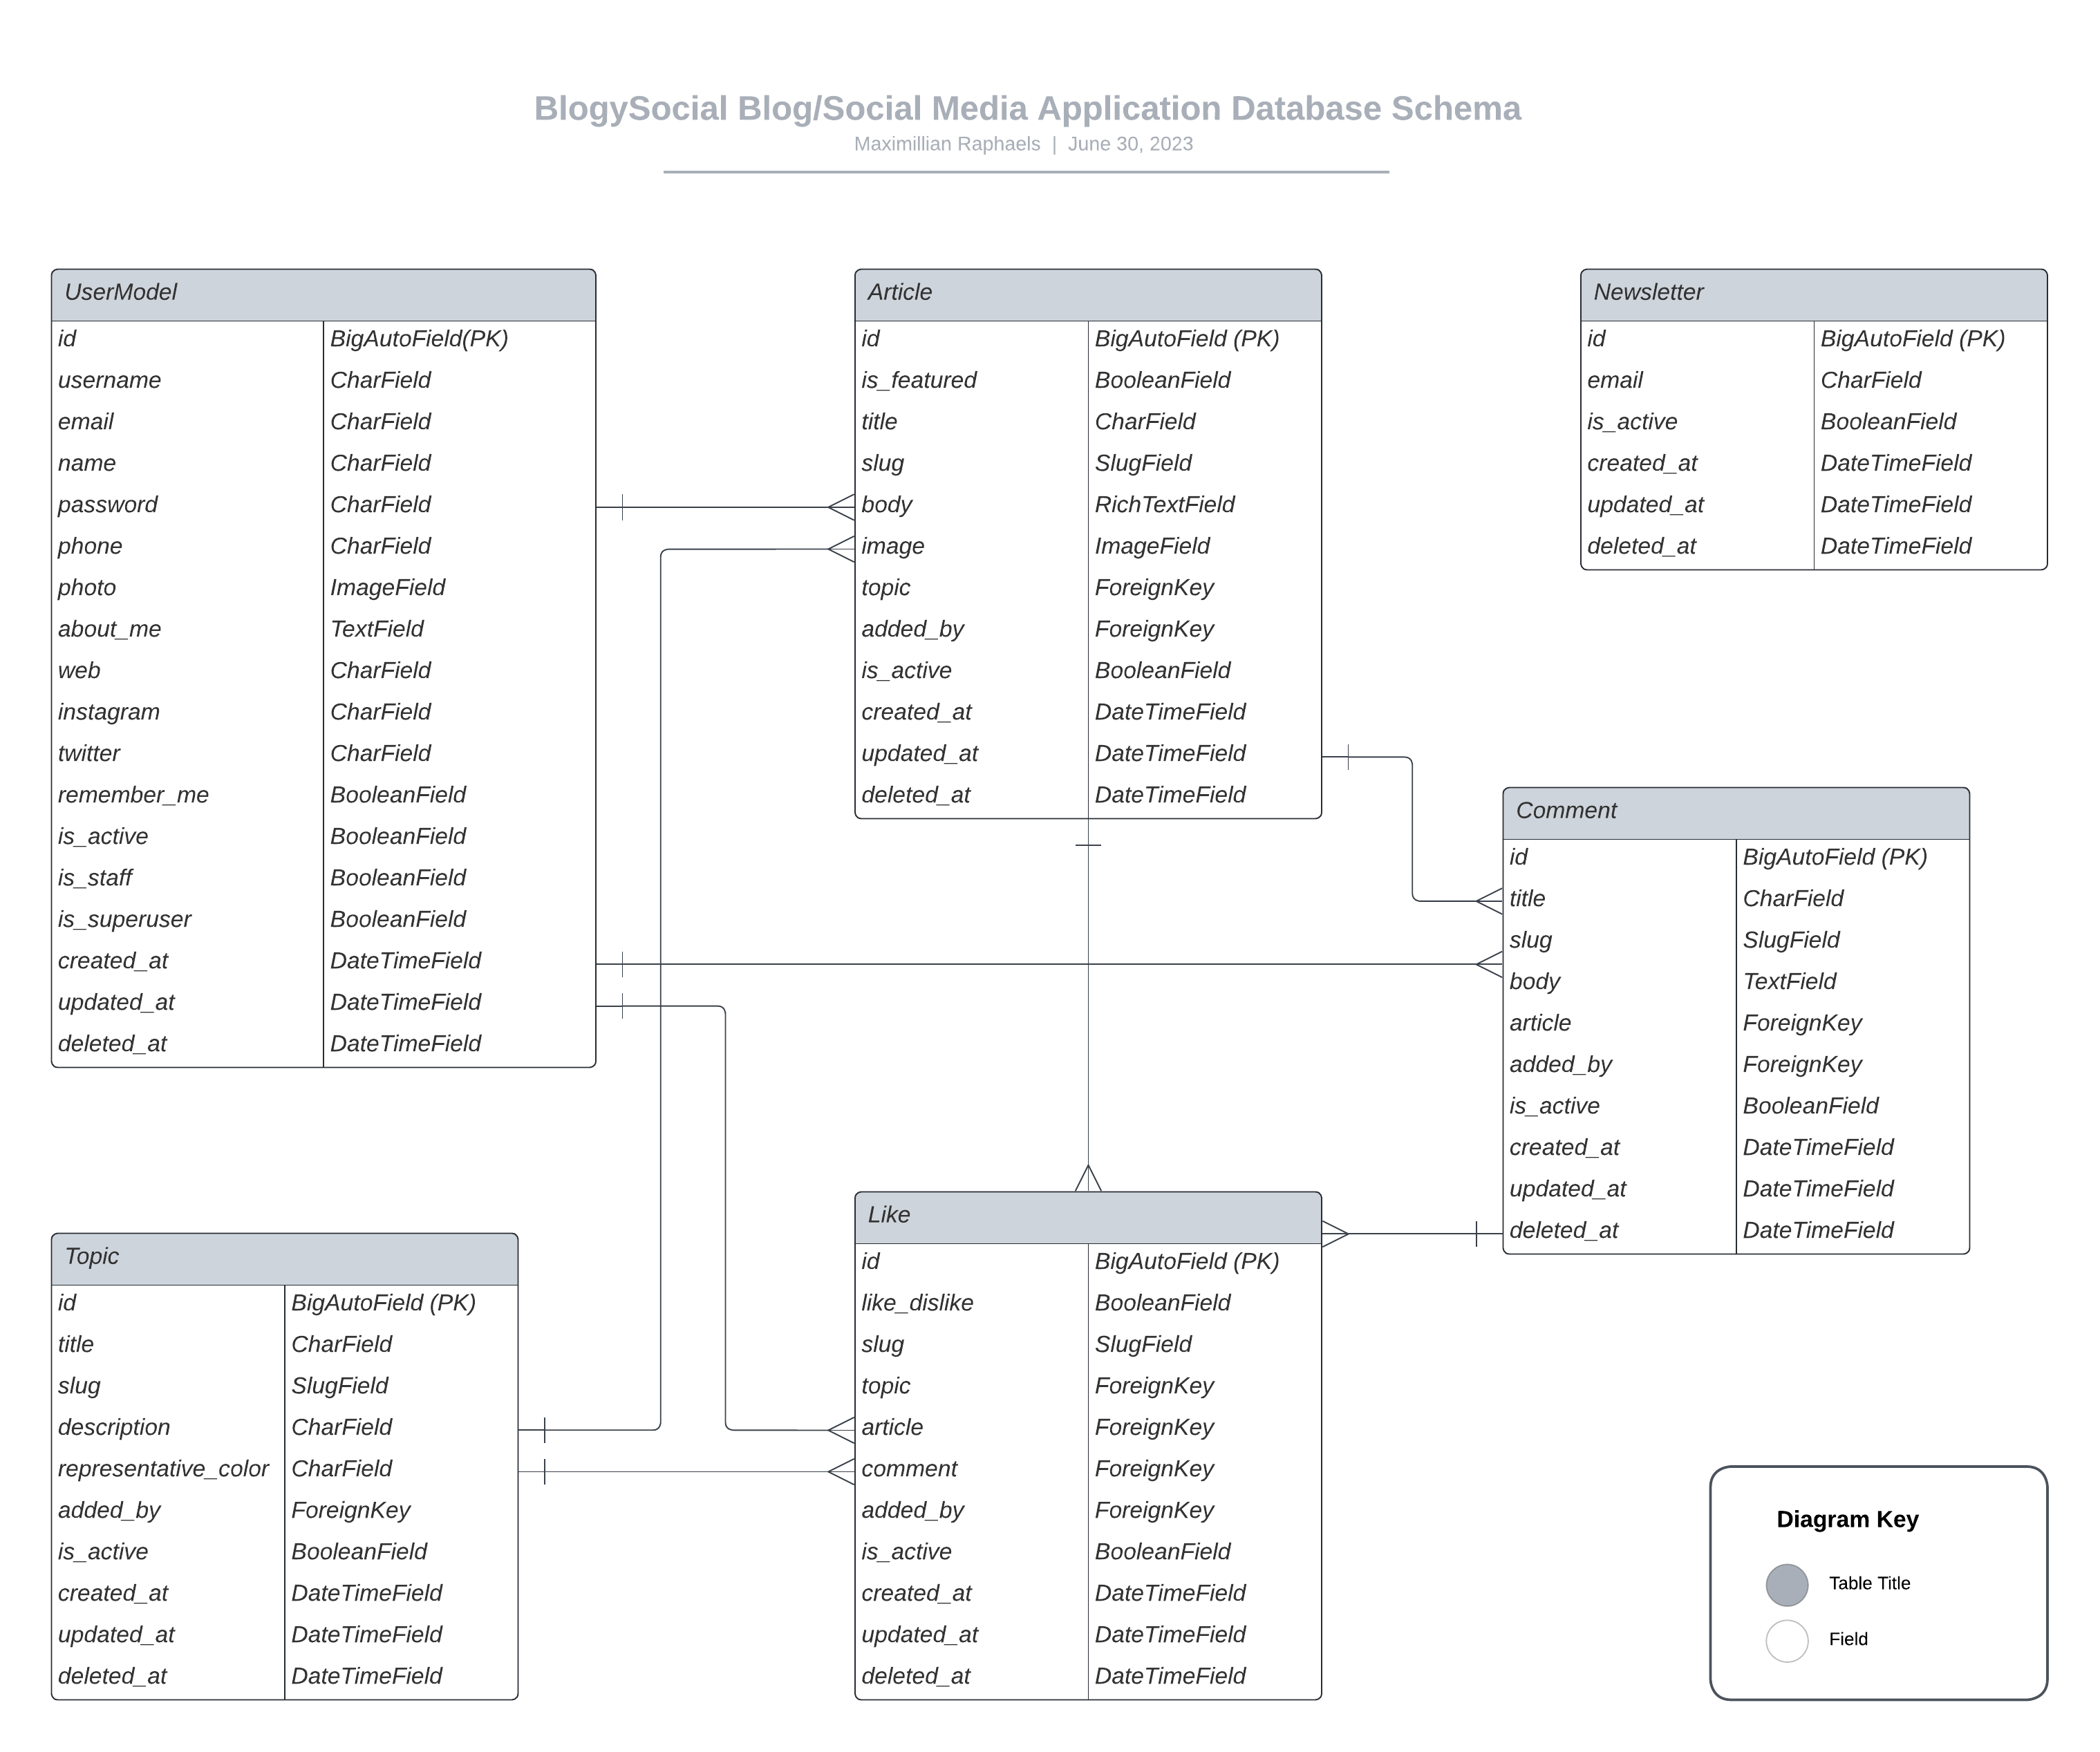 BlogySocial Blog/Social Media Application Database Schema
Maximillian Raphaels | June 30, 2023
UserModel
id BigAutoField(PK)
username CharField
email CharField
name CharField
password CharField
phone CharField
photo ImageField
about_me TextField
web CharField
instagram CharField
twitter CharField
remember_me BooleanField
is_active BooleanField
is_staff BooleanField
is_superuser BooleanField
created_at DateTimeField
updated_at DateTimeField
deleted_at DateTimeField
Article
id BigAutoField (PK)
is_featured BooleanField
title CharField
slug SlugField
body RichTextField
image ImageField
topic ForeignKey
added_by ForeignKey
is_active BooleanField
created_at DateTimeField
updated_at DateTimeField
deleted_at DateTimeField
Newsletter
id BigAutoField (PK)
email CharField
is_active BooleanField
created_at DateTimeField
updated_at DateTimeField
deleted_at DateTimeField
Comment
id BigAutoField (PK)
title CharField
slug SlugField
body TextField
article ForeignKey
added_by ForeignKey
is_active BooleanField
created_at DateTimeField
updated_at DateTimeField
deleted_at DateTimeField
Topic
id BigAutoField (PK)
title CharField
slug SlugField
description CharField
representative_color CharField
added_by ForeignKey
is_active BooleanField
created_at DateTimeField
updated_at DateTimeField
deleted_at DateTimeField
Like
id BigAutoField (PK)
like_dislike BooleanField
slug SlugField
topic ForeignKey
article ForeignKey
comment ForeignKey
added_by ForeignKey
is_active BooleanField
created_at DateTimeField
updated_at DateTimeField
deleted_at DateTimeField
Diagram Key
Table Title
Field